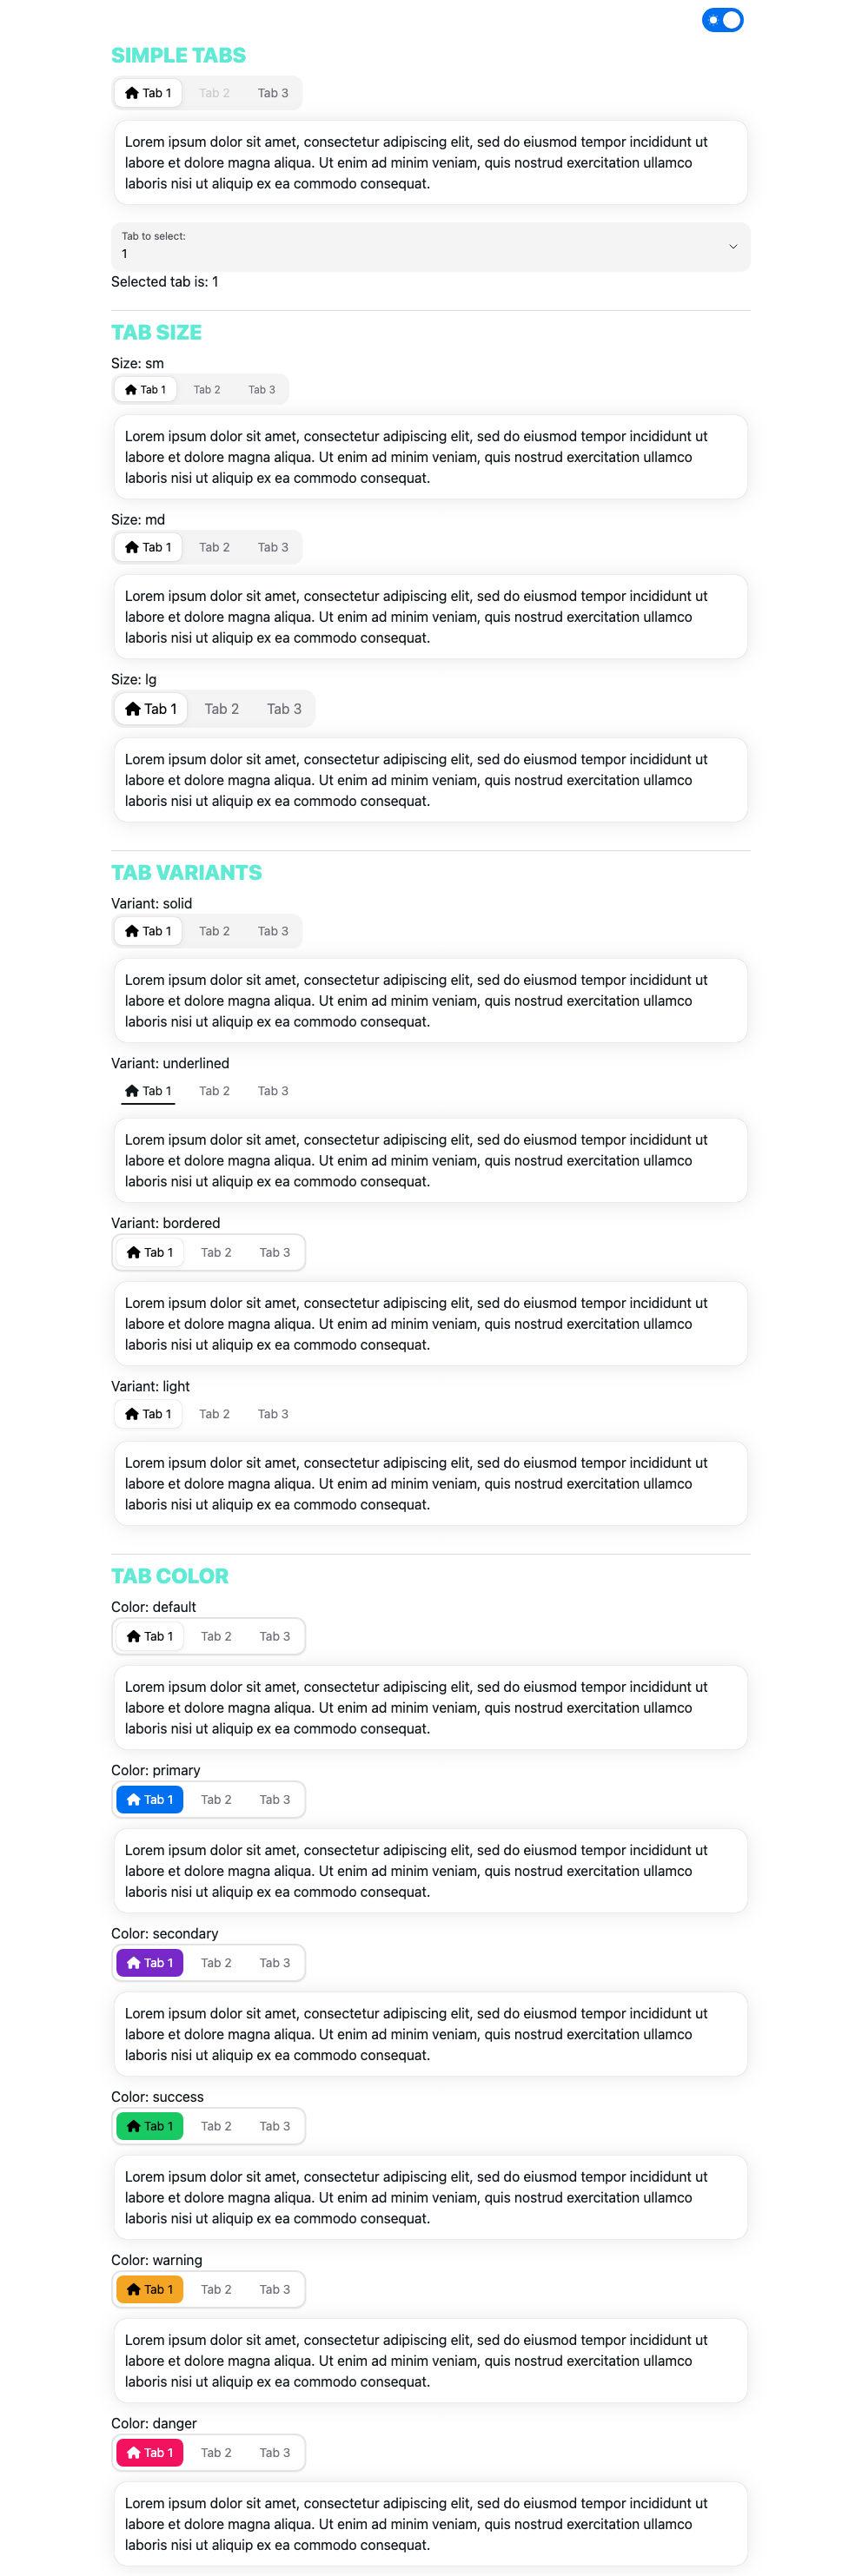 SIMPLE TABS
Tab 1 Tab 2 Tab 3
Lorem ipsum dolor sit amet, consectetur adipiscing elit, sed do eiusmod tempor incididunt ut
labore et dolore magna aliqua. Ut enim ad minim veniam, quis nostrud exercitation ullamco
laboris nisi ut aliquip ex ea commodo consequat.
Tab to select:
1
Selected tab is: 1
TAB SIZE
Size: sm
Tab 1 Tab 2 Tab 3
Lorem ipsum dolor sit amet, consectetur adipiscing elit, sed do eiusmod tempor incididunt ut
labore et dolore magna aliqua. Ut enim ad minim veniam, quis nostrud exercitation ullamco
laboris nisi ut aliquip ex ea commodo consequat.
Size: md
Tab 1 Tab 2 Tab 3
Lorem ipsum dolor sit amet, consectetur adipiscing elit, sed do eiusmod tempor incididunt ut
labore et dolore magna aliqua. Ut enim ad minim veniam, quis nostrud exercitation ullamco
laboris nisi ut aliquip ex ea commodo consequat.
Size: lg
Tab 1 Tab 2 Tab 3
Lorem ipsum dolor sit amet, consectetur adipiscing elit, sed do eiusmod tempor incididunt ut
labore et dolore magna aliqua. Ut enim ad minim veniam, quis nostrud exercitation ullamco
laboris nisi ut aliquip ex ea commodo consequat.
TAB VARIANTS
Variant: solid
Tab 1 Tab 2 Tab 3
Lorem ipsum dolor sit amet, consectetur adipiscing elit, sed do eiusmod tempor incididunt ut
labore et dolore magna aliqua. Ut enim ad minim veniam, quis nostrud exercitation ullamco
laboris nisi ut aliquip ex ea commodo consequat.
Variant: underlined
Tab 1 Tab 2 Tab 3
Lorem ipsum dolor sit amet, consectetur adipiscing elit, sed do eiusmod tempor incididunt ut
labore et dolore magna aliqua. Ut enim ad minim veniam, quis nostrud exercitation ullamco
laboris nisi ut aliquip ex ea commodo consequat.
Variant: bordered
Tab 1 Tab 2 Tab 3
Lorem ipsum dolor sit amet, consectetur adipiscing elit, sed do eiusmod tempor incididunt ut
labore et dolore magna aliqua. Ut enim ad minim veniam, quis nostrud exercitation ullamco
laboris nisi ut aliquip ex ea commodo consequat.
Variant: light
Tab 1 Tab 2 Tab 3
Lorem ipsum dolor sit amet, consectetur adipiscing elit, sed do eiusmod tempor incididunt ut
labore et dolore magna aliqua. Ut enim ad minim veniam, quis nostrud exercitation ullamco
laboris nisi ut aliquip ex ea commodo consequat.
TAB COLOR
Color: default
Tab 1 Tab 2 Tab 3
Lorem ipsum dolor sit amet, consectetur adipiscing elit, sed do eiusmod tempor incididunt ut
labore et dolore magna aliqua. Ut enim ad minim veniam, quis nostrud exercitation ullamco
laboris nisi ut aliquip ex ea commodo consequat.
Color: primary
Tab 1 Tab 2 Tab 3
Lorem ipsum dolor sit amet, consectetur adipiscing elit, sed do eiusmod tempor incididunt ut
labore et dolore magna aliqua. Ut enim ad minim veniam, quis nostrud exercitation ullamco
laboris nisi ut aliquip ex ea commodo consequat.
Color: secondary
Tab 1 Tab 2 Tab 3
Lorem ipsum dolor sit amet, consectetur adipiscing elit, sed do eiusmod tempor incididunt ut
labore et dolore magna aliqua. Ut enim ad minim veniam, quis nostrud exercitation ullamco
laboris nisi ut aliquip ex ea commodo consequat.
Color: success
Tab 1 Tab 2 Tab 3
Lorem ipsum dolor sit amet, consectetur adipiscing elit, sed do eiusmod tempor incididunt ut
labore et dolore magna aliqua. Ut enim ad minim veniam, quis nostrud exercitation ullamco
laboris nisi ut aliquip ex ea commodo consequat.
Color: warning
Tab 1 Tab 2 Tab 3
Lorem ipsum dolor sit amet, consectetur adipiscing elit, sed do eiusmod tempor incididunt ut
labore et dolore magna aliqua. Ut enim ad minim veniam, quis nostrud exercitation ullamco
laboris nisi ut aliquip ex ea commodo consequat.
Color: danger
Tab 1 Tab 2 Tab 3
Lorem ipsum dolor sit amet, consectetur adipiscing elit, sed do eiusmod tempor incididunt ut
labore et dolore magna aliqua. Ut enim ad minim veniam, quis nostrud exercitation ullamco
laboris nisi ut aliquip ex ea commodo consequat.